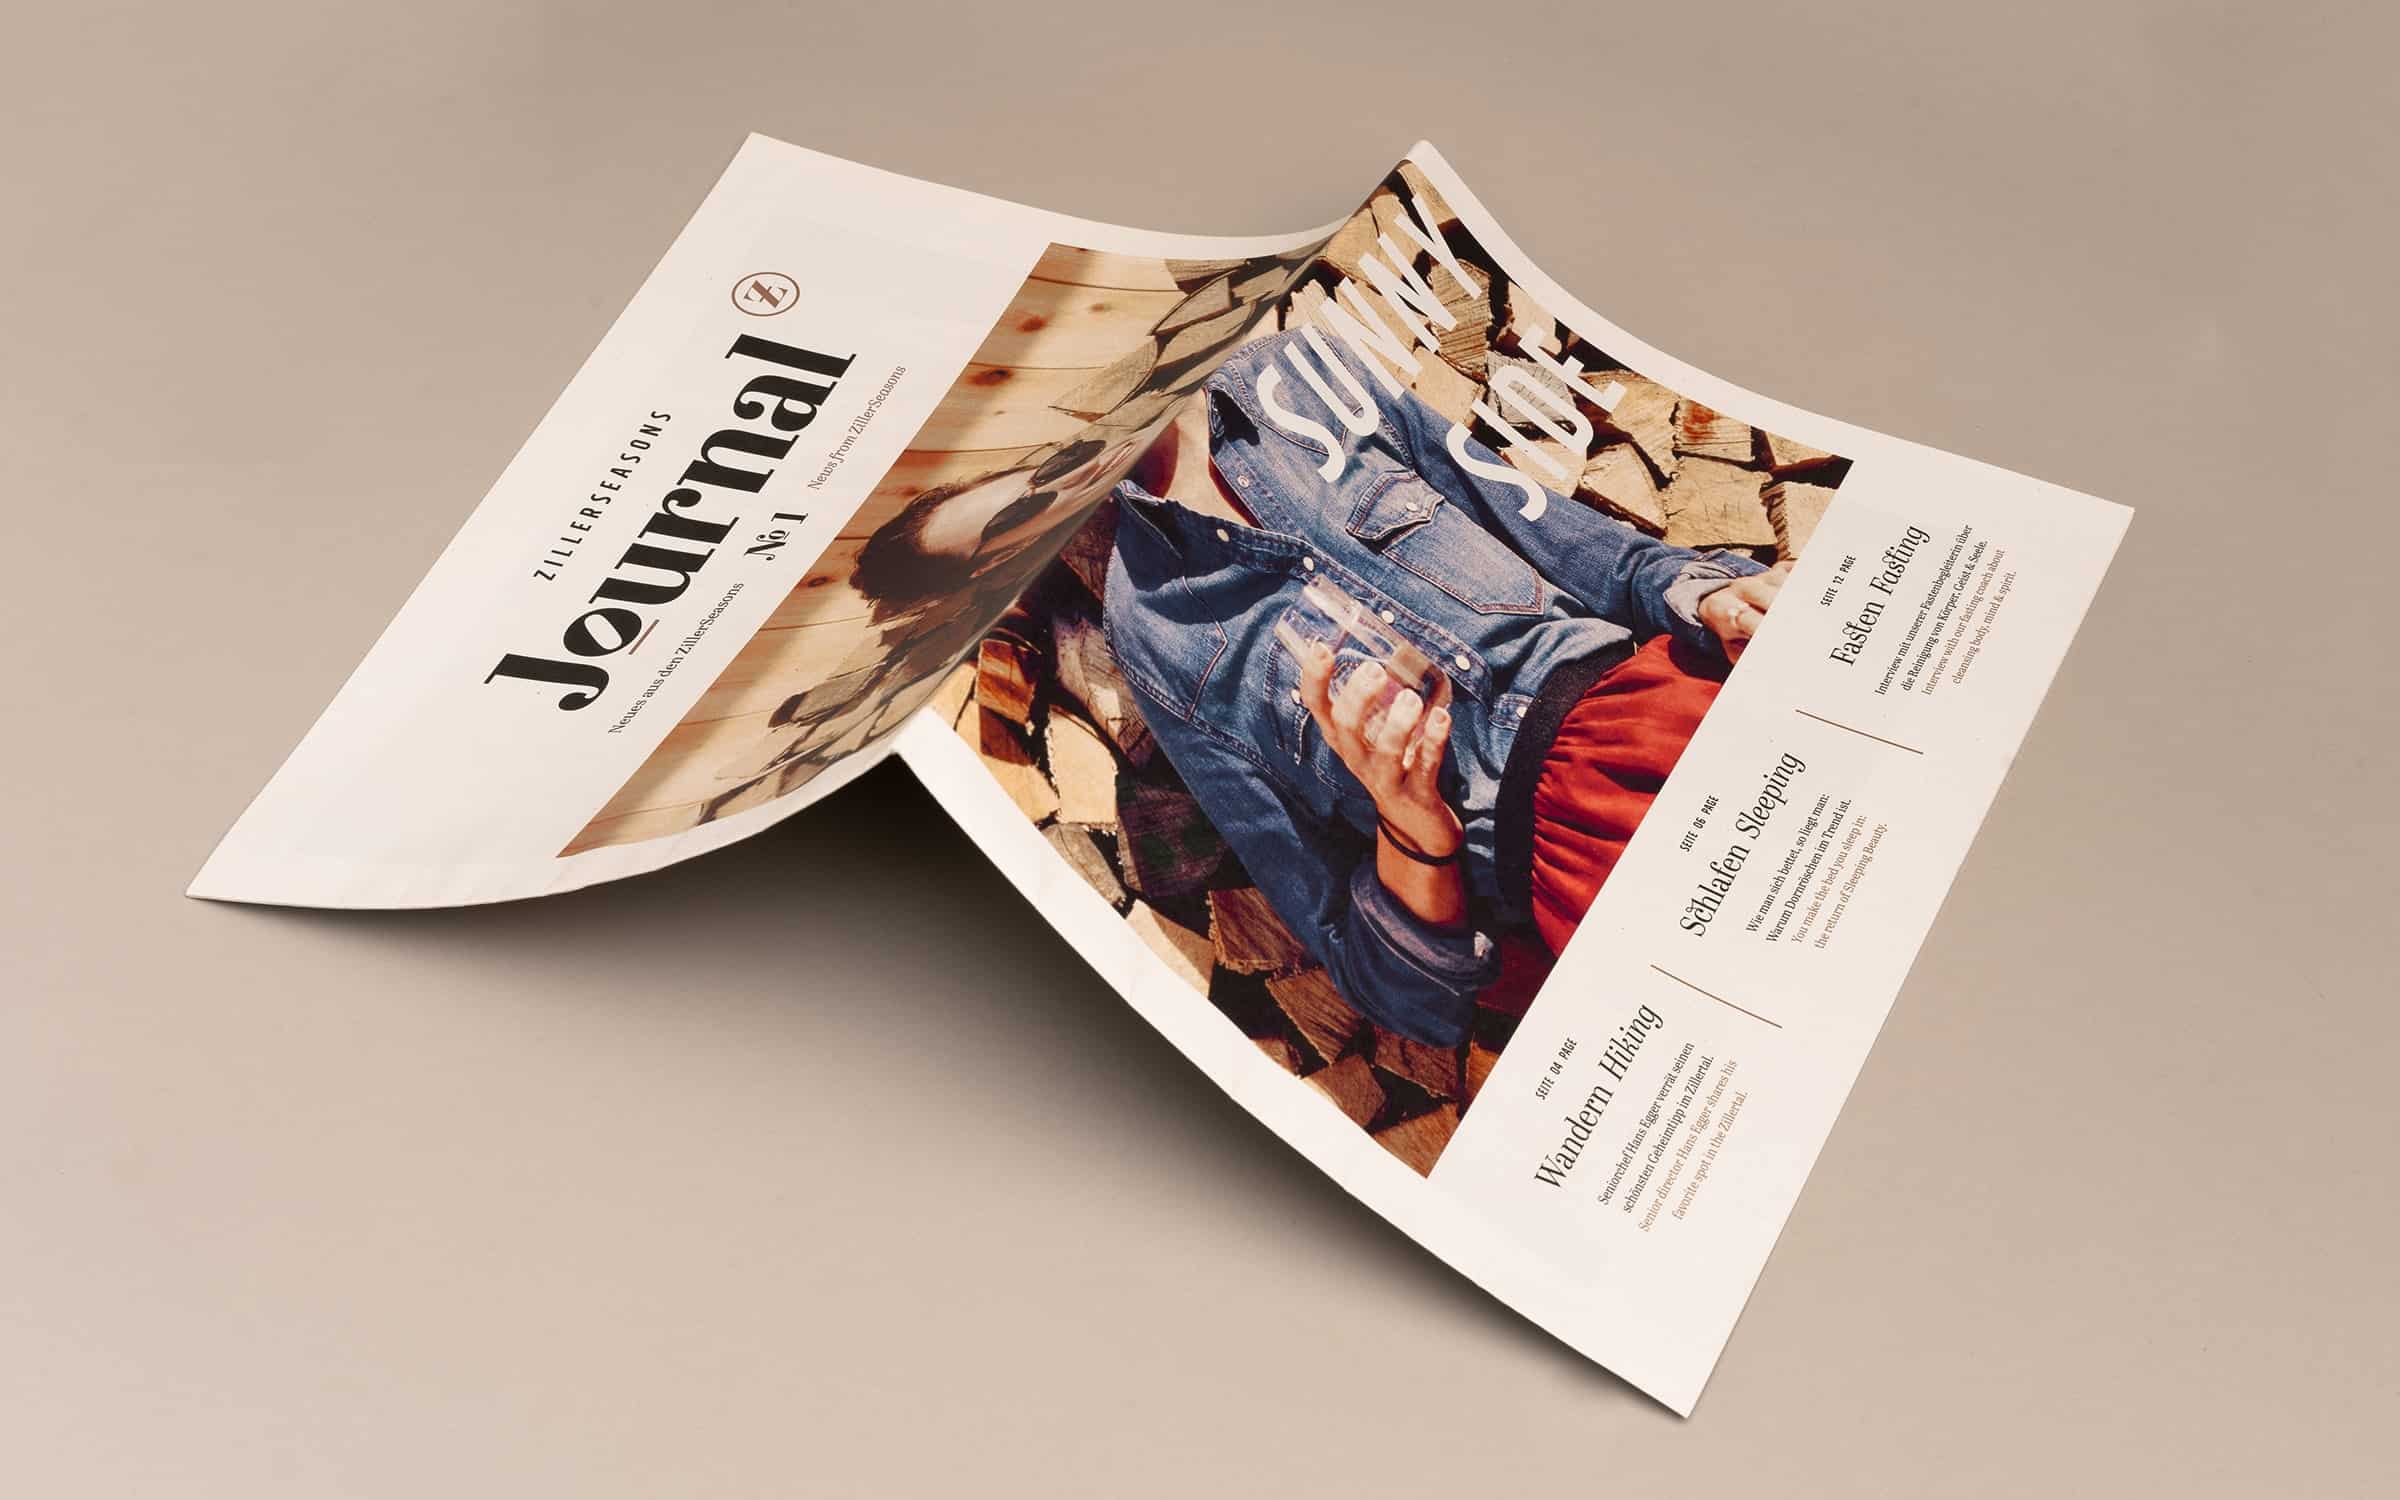 ZILLERSEASONS
Z
Journal
Neues aus den ZillerSeasons
№ 1
News from ZillerSeasons
SUNNY
SIDE
SEITE 04 PAGE
Wandern Hiking
Seniorchef Hans Egger verrät seinen
schönsten Geheimtipp im Zillertal.
Senior director Hans Egger shares his
favorite spot in the Zillertal.
SEITE 06 PAGE
Schlafen Sleeping
Wie man sich bettet, so liegt man:
Warum Dornröschen im Trend ist.
You make the bed you sleep in:
the return of Sleeping Beauty.
SEITE 12 PAGE
Fasten Fasting
Interview mit unserer Fastenbegleiterin über
die Reinigung von Körper, Geist & Seele.
Interview with our fasting coach about
cleansing body, mind & spirit.